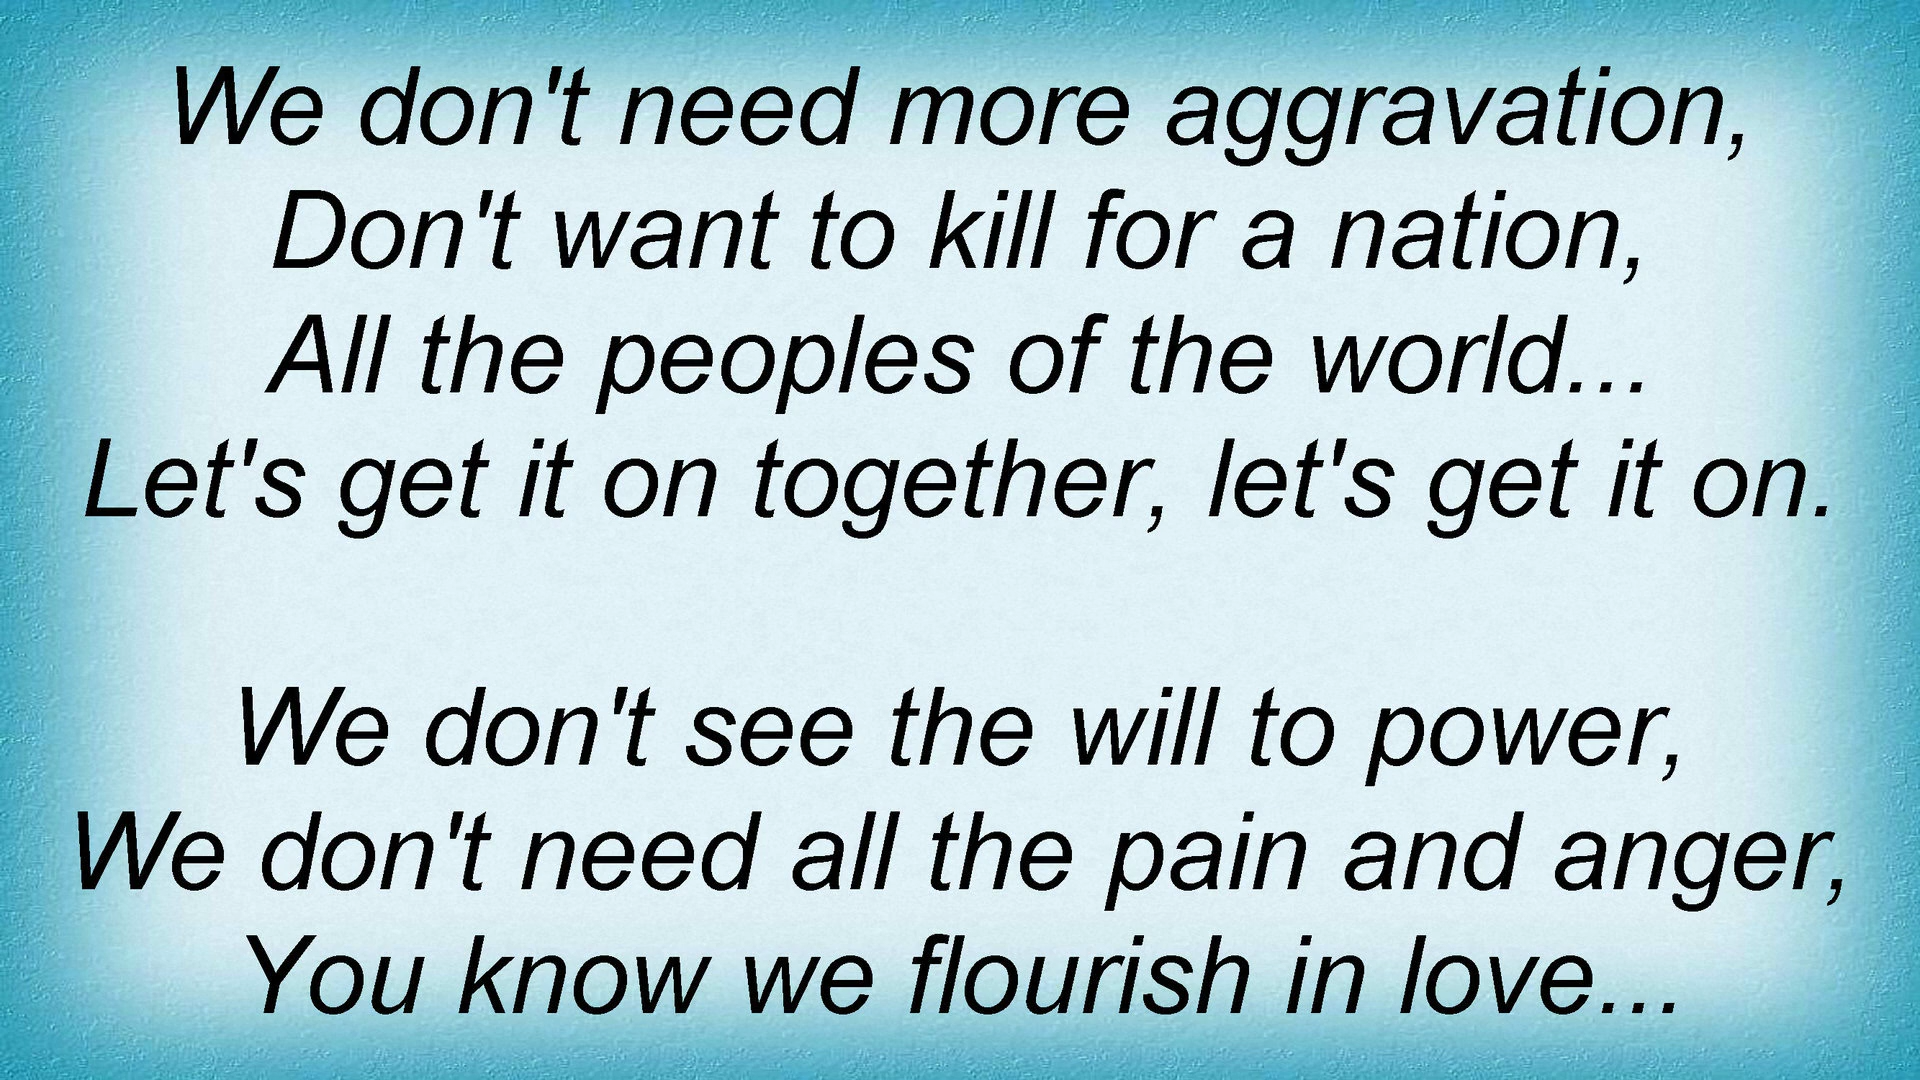 We don't need more aggravation,
Don't want to kill for a nation,
All the peoples of the world...
Let's get it on together, let's get it on.
We don't see the will to power,
We don't need all the pain and anger,
You know we flourish in love...